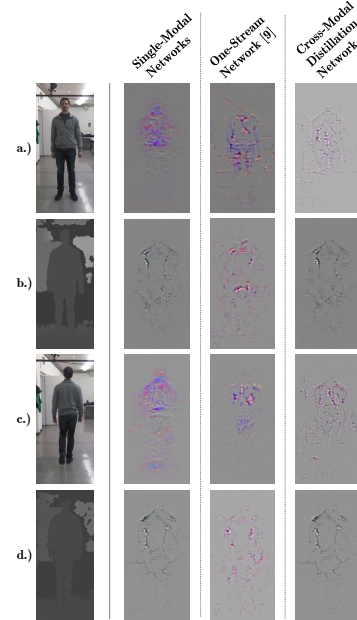 Single-Modal
Networks
One-Stream
Network [9]
Cross-Modal
Distillation
Network
a.)
b.)
c.)
d.)